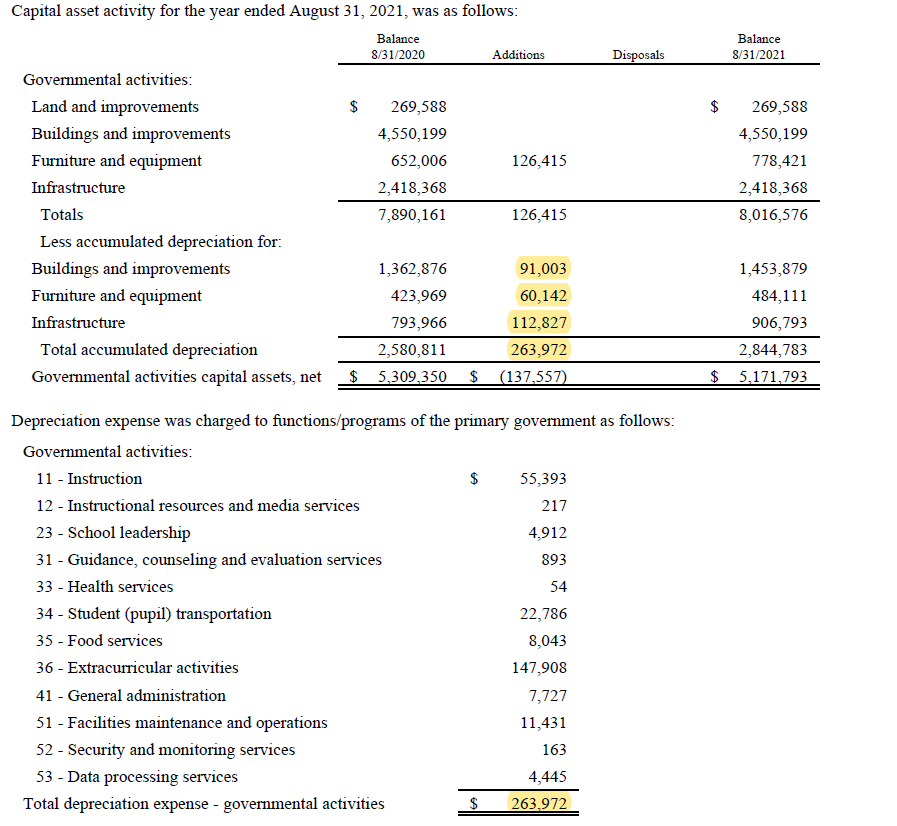 Capital asset activity for the year ended August 31, 2021, was as follows:
Balance Balance
8/31/2020 Additions Disposals 8/31/2021
Governmental activities:
Land and improvements $ 269,588 $ 269,588
Buildings and improvements 4,550,199 4,550,199
Furniture and equipment 652,006 126,415 778,421
Infrastructure 2,418,368 2,418,368
Totals 7,890,161 126,415 8,016,576
Less accumulated depreciation for:
Buildings and improvements 1,362,876 91,003 1,453,879
Furniture and equipment 423,969 60,142 484,111
Infrastructure 793,966 112,827 906,793
Total accumulated depreciation 2,580,811 263,972 2,844,783
Governmental activities capital assets, net $ 5,309,350 $ (137,557) $ 5,171,793
Depreciation expense was charged to functions/programs of the primary government as follows:
Governmental activities:
11 - Instruction $ 55,393
12 - Instructional resources and media services 217
23 - School leadership 4,912
31 - Guidance, counseling and evaluation services 893
33 - Health services 54
34 - Student (pupil) transportation 22,786
35 - Food services 8,043
36 - Extracurricular activities 147,908
41 - General administration 7,727
51 - Facilities maintenance and operations 11,431
52 - Security and monitoring services 163
53 - Data processing services 4,445
Total depreciation expense - governmental activities $ 263,972